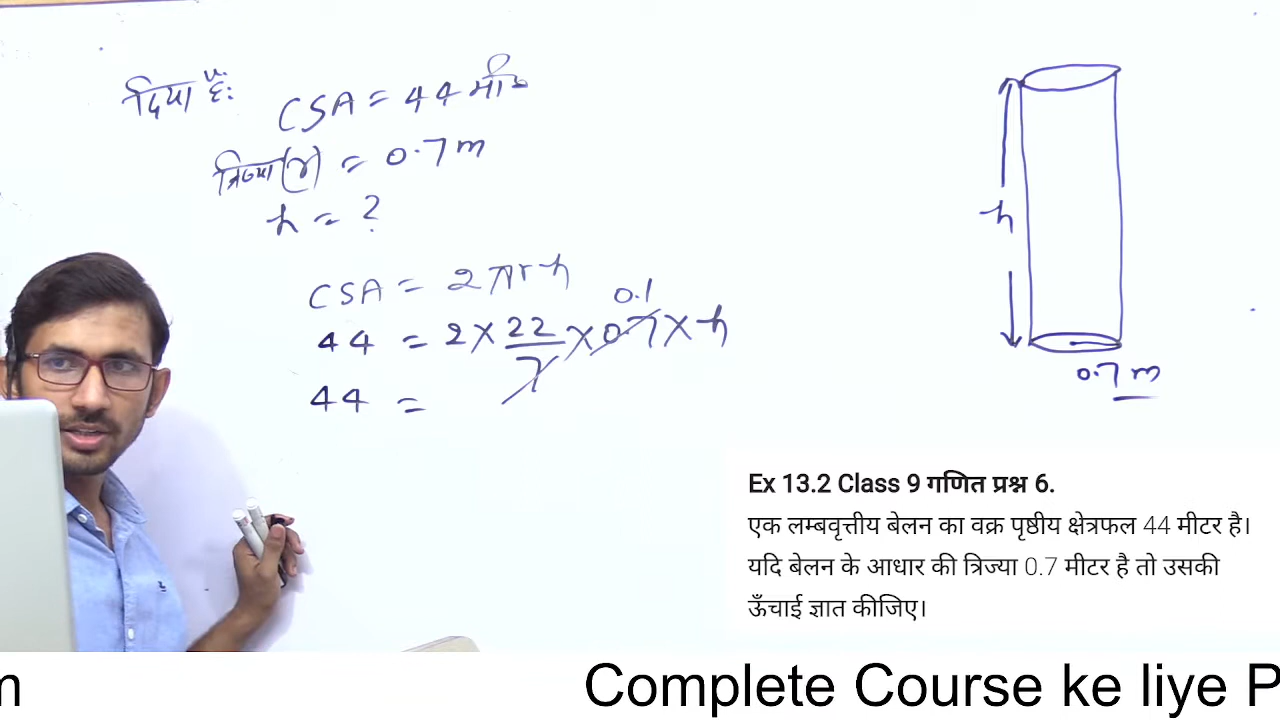 दिया है:
CSA = 44 मी०
त्रिज्या (r) = 0.7 m
h = ?
CSA = 2πrh
0.1
44 = 2 × 22/7 × 0.7 × h
44 =
h
0.7 m
Ex 13.2 Class 9 गणित प्रश्न 6.
एक लम्बवृत्तीय बेलन का वक्र पृष्ठीय क्षेत्रफल 44 मीटर है।
यदि बेलन के आधार की त्रिज्या 0.7 मीटर है तो उसकी
ऊँचाई ज्ञात कीजिए।
m Complete Course ke liye P